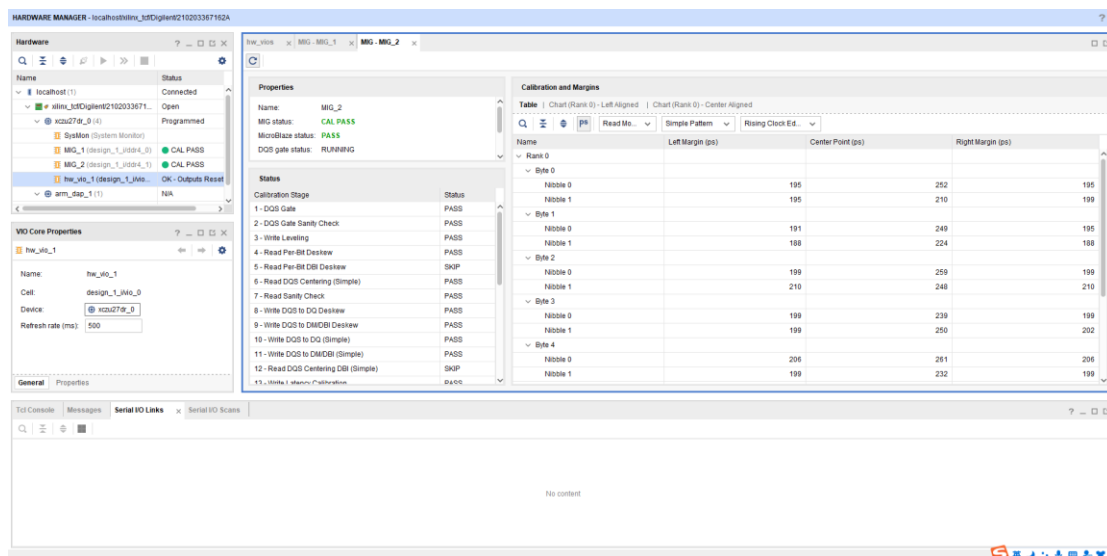 HARDWARE MANAGER - localhost/xilinx_tcf/Digilent/210203367162A
Hardware
Name Status
localhost (1) Connected
xilinx_tcf/Digilent/2102033671... Open
xczu27dr_0 (4) Programmed
SysMon (System Monitor)
MIG_1 (design_1_i/ddr4_0) CAL PASS
MIG_2 (design_1_i/ddr4_1) CAL PASS
hw_vio_1 (design_1_i/vio... OK - Outputs Reset
arm_dap_1 (1) N/A
VIO Core Properties
hw_vio_1
Name: hw_vio_1
Cell: design_1_i/vio_0
Device: xczu27dr_0
Refresh rate (ms): 500
General Properties
hw_vios MIG - MIG_1 MIG - MIG_2
Properties
Name: MIG_2
MIG status: CAL PASS
MicroBlaze status: PASS
DQS gate status: RUNNING
Status
Calibration Stage Status
1 - DQS Gate PASS
2 - DQS Gate Sanity Check PASS
3 - Write Leveling PASS
4 - Read Per-Bit Deskew PASS
5 - Read Per-Bit DBI Deskew SKIP
6 - Read DQS Centering (Simple) PASS
7 - Read Sanity Check PASS
8 - Write DQS to DQ Deskew PASS
9 - Write DQS to DM/DBI Deskew PASS
10 - Write DQS to DQ (Simple) PASS
11 - Write DQS to DM/DBI (Simple) PASS
12 - Read DQS Centering DBI (Simple) SKIP
13 - Write Latency Calibration PASS
Calibration and Margins
Table | Chart (Rank 0) - Left Aligned | Chart (Rank 0) - Center Aligned
ps Read Mo... Simple Pattern Rising Clock Ed...
Name Left Margin (ps) Center Point (ps) Right Margin (ps)
Rank 0
Byte 0
Nibble 0 195 252 195
Nibble 1 195 210 199
Byte 1
Nibble 0 191 249 195
Nibble 1 188 224 188
Byte 2
Nibble 0 199 259 199
Nibble 1 210 248 210
Byte 3
Nibble 0 199 239 199
Nibble 1 199 250 202
Byte 4
Nibble 0 206 261 206
Nibble 1 199 232 199
Tcl Console Messages Serial I/O Links Serial I/O Scans
No content